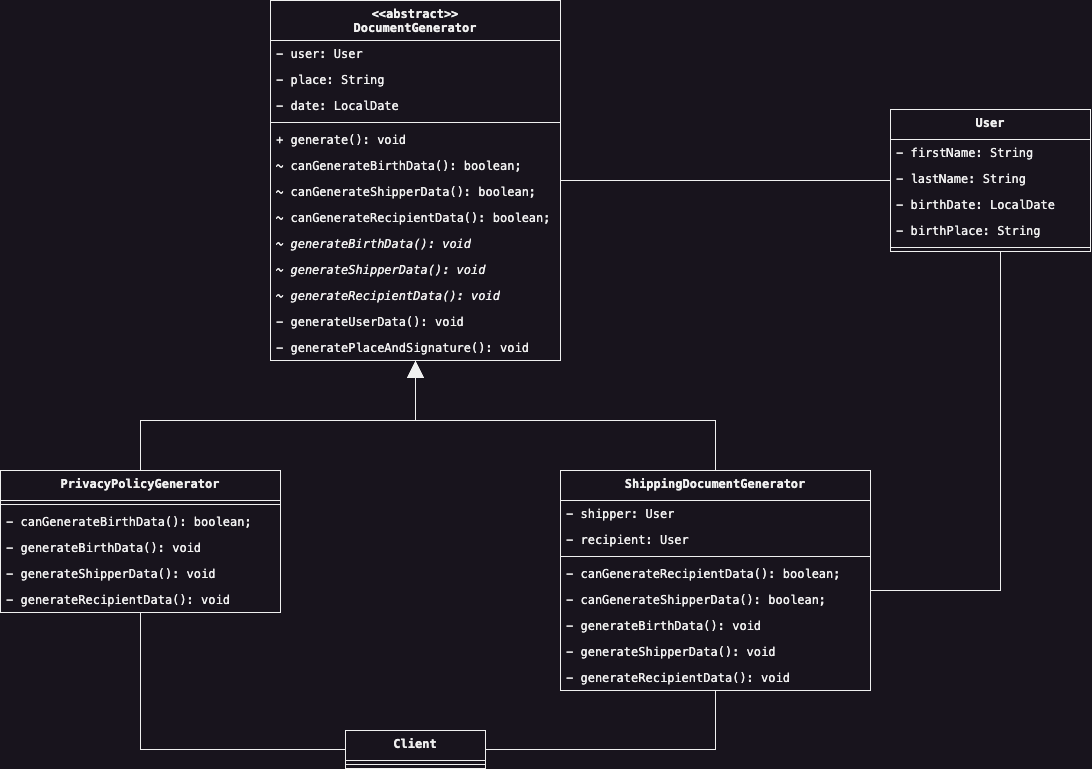 <<abstract>>
DocumentGenerator
- user: User
- place: String
- date: LocalDate
+ generate(): void
~ canGenerateBirthData(): boolean;
~ canGenerateShipperData(): boolean;
~ canGenerateRecipientData(): boolean;
~ generateBirthData(): void
~ generateShipperData(): void
~ generateRecipientData(): void
- generateUserData(): void
- generatePlaceAndSignature(): void
User
- firstName: String
- lastName: String
- birthDate: LocalDate
- birthPlace: String
PrivacyPolicyGenerator
- canGenerateBirthData(): boolean;
- generateBirthData(): void
- generateShipperData(): void
- generateRecipientData(): void
ShippingDocumentGenerator
- shipper: User
- recipient: User
- canGenerateRecipientData(): boolean;
- canGenerateShipperData(): boolean;
- generateBirthData(): void
- generateShipperData(): void
- generateRecipientData(): void
Client